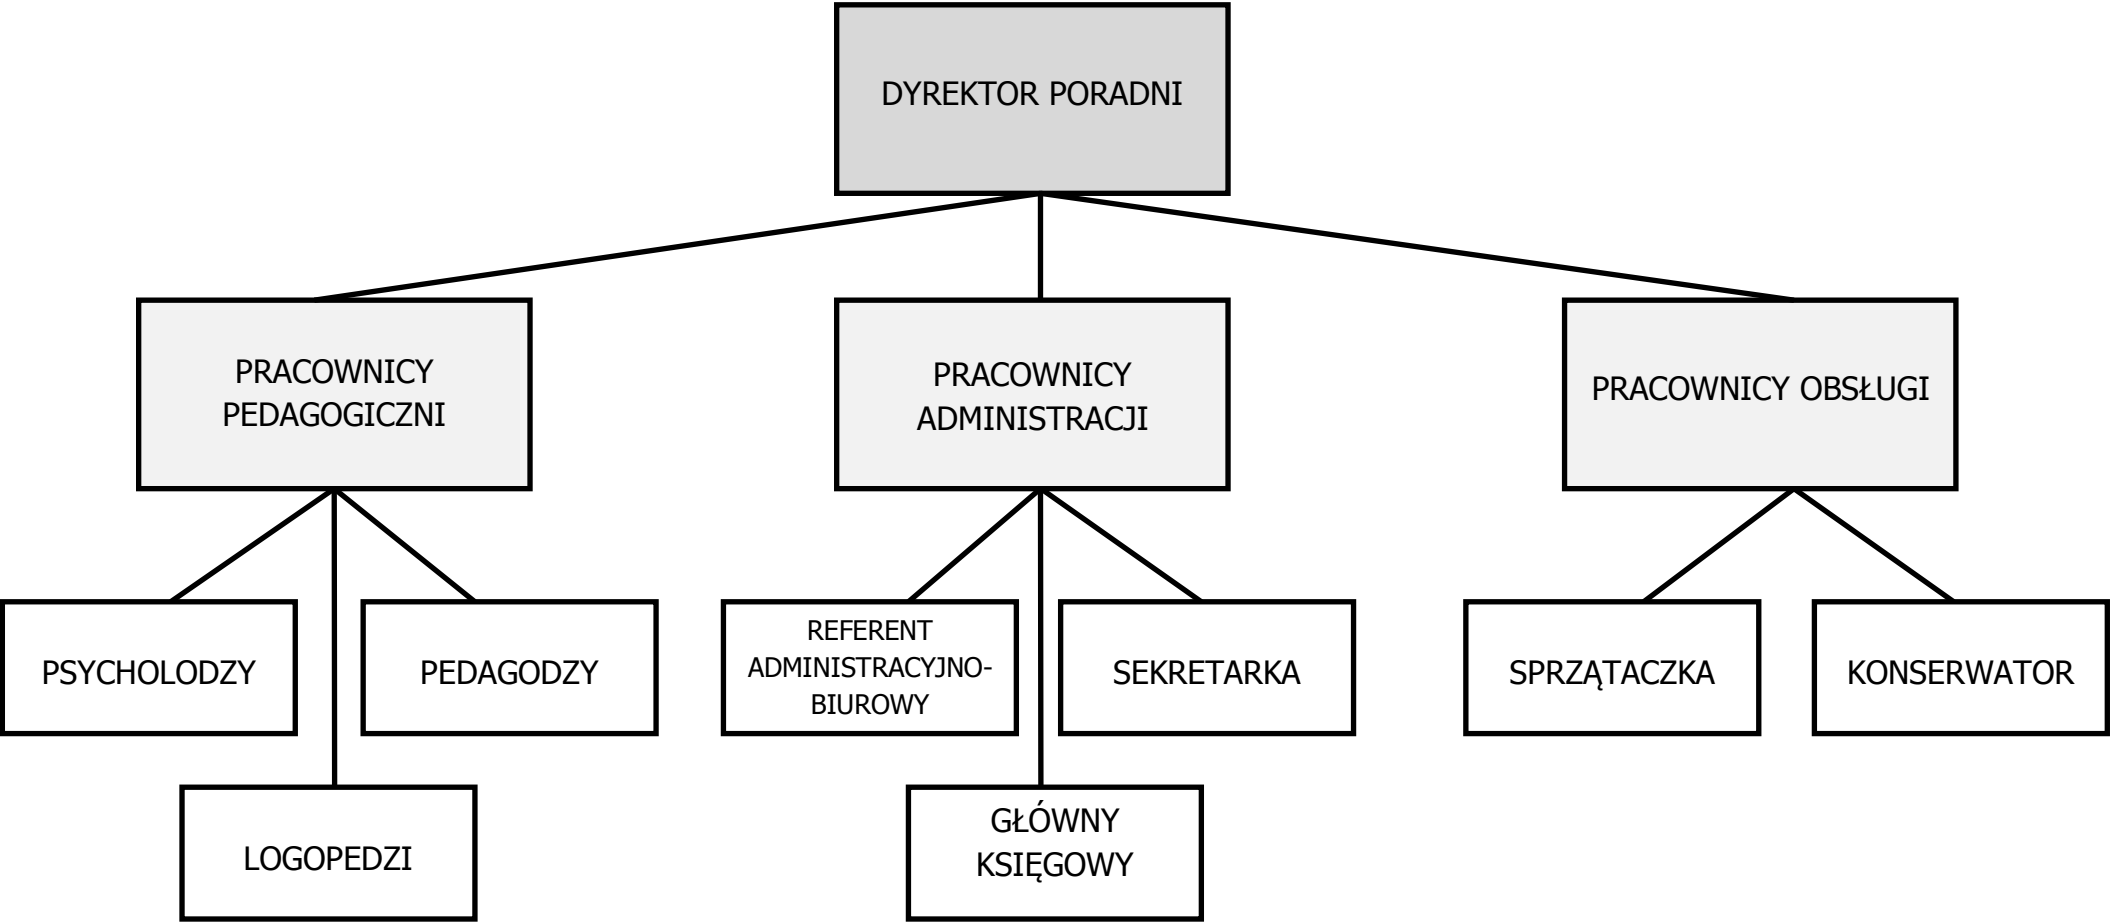 DYREKTOR PORADNI
PRACOWNICY
PEDAGOGICZNI
PRACOWNICY
ADMINISTRACJI
PRACOWNICY OBSŁUGI
PSYCHOLODZY
PEDAGODZY
REFERENT
ADMINISTRACYJNO-
BIUROWY
SEKRETARKA
SPRZĄTACZKA
KONSERWATOR
LOGOPEDZI
GŁÓWNY
KSIĘGOWY